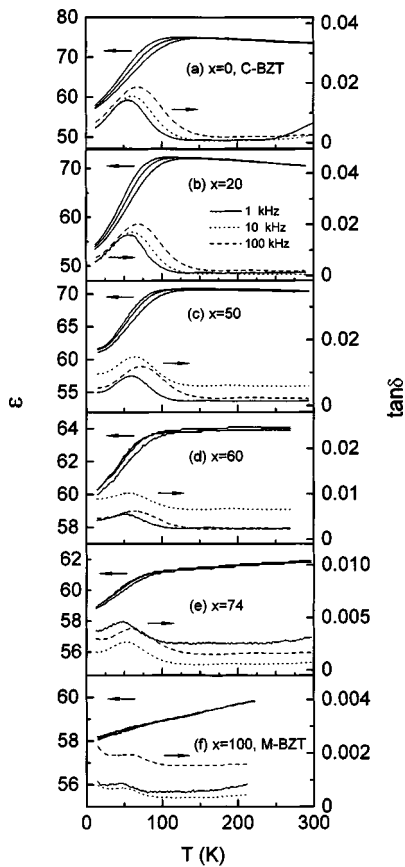 80 0.04
75
70
(a) x=0, C-BZT
0.02
60
50 0
0.04
70
(b) x=20
1 kHz
60 10 kHz 0.02
100 kHz
50 0
70
(c) x=50
65
0.02
60
55
0
64
(d) x=60 0.02
62
60 0.01
58
0
62
0.010
60
(e) x=74
58 0.005
56
0
60 0.004
58
(f) x=100, M-BZT 0.002
56
0
0 100 200 300
T (K)
ε
tanδ